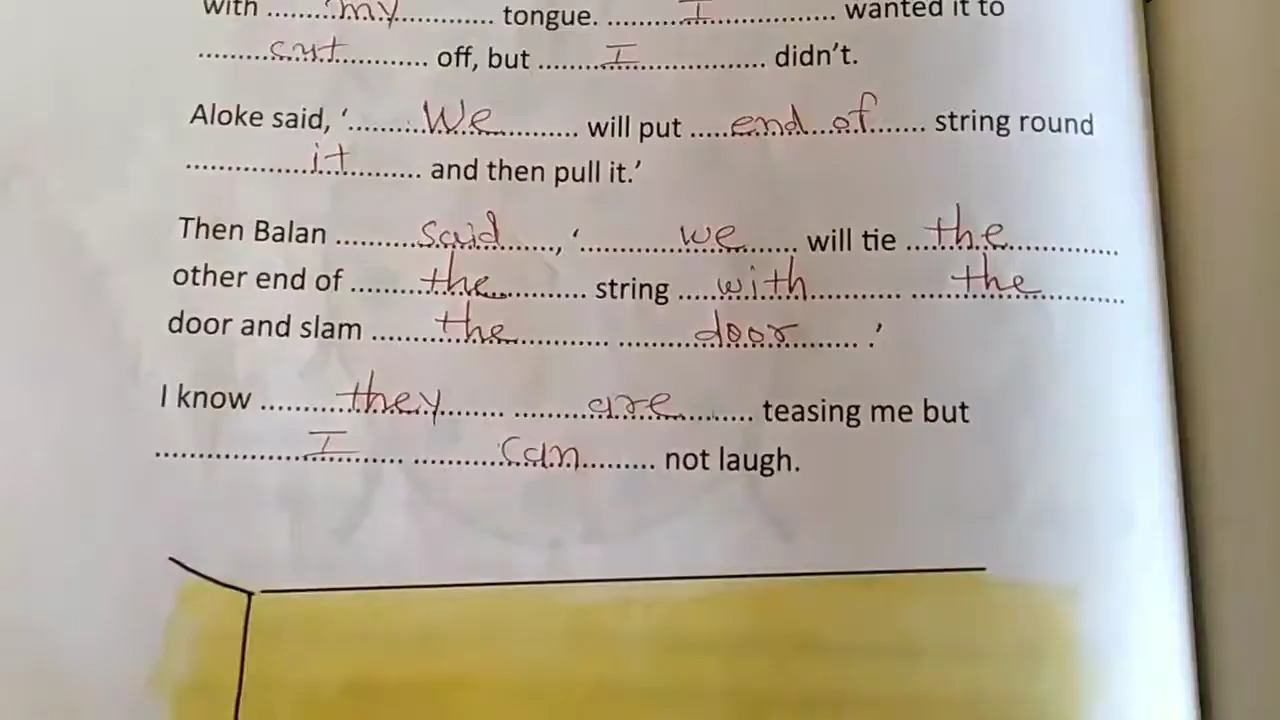 with ..........my............. tongue. ..........I............... wanted it to
..........cut............ off, but ..........I............... didn't.
Aloke said, '..........We.......... will put .....end of...... string round
..............it............ and then pull it.'
Then Balan ..........said......, '..........we....... will tie ...the............
other end of ........the............ string .....with........... .....the............
door and slam ........the............ .........door....... .'
I know ..........they....... ........are.......... teasing me but
..................I....... ..........can......... not laugh.